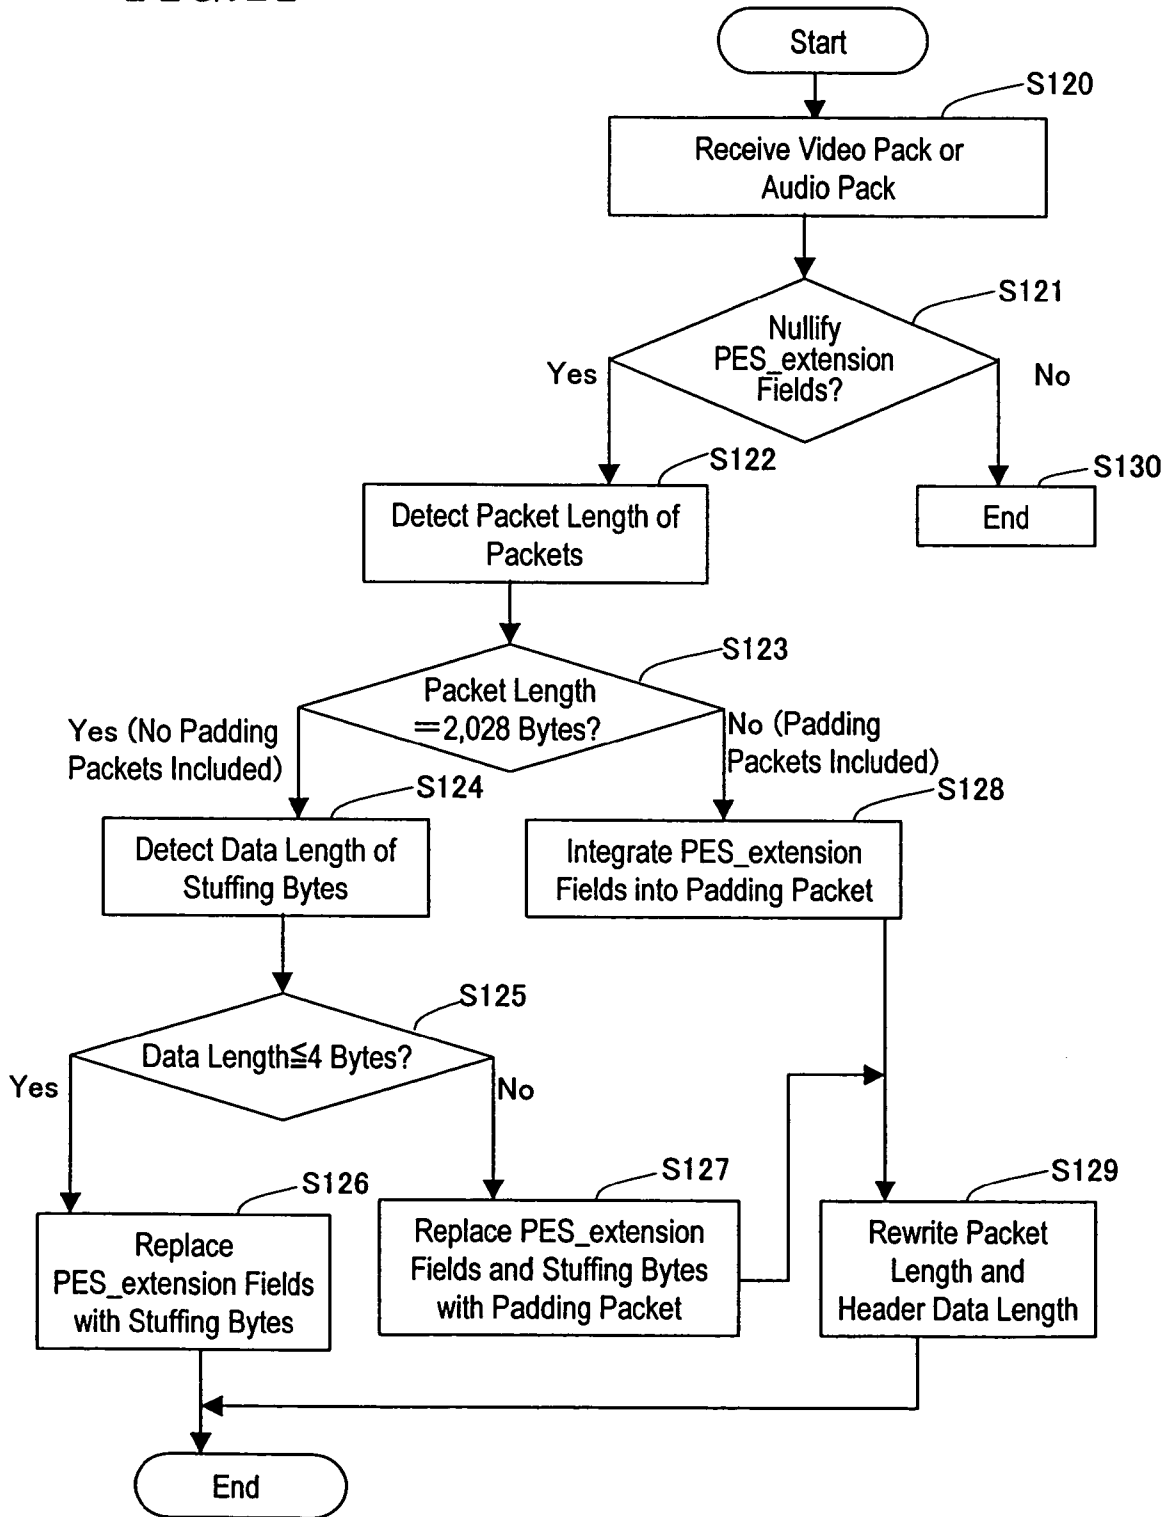 Start
S120
Receive Video Pack or
Audio Pack
S121
Nullify
PES_extension
Fields?
Yes
No
S122
S130
Detect Packet Length of
Packets
End
S123
Packet Length
=2,028 Bytes?
Yes (No Padding
Packets Included)
No (Padding
Packets Included)
S124
S128
Detect Data Length of
Stuffing Bytes
Integrate PES_extension
Fields into Padding Packet
S125
Data Length≦4 Bytes?
Yes
No
S126
S127
S129
Replace
PES_extension Fields
with Stuffing Bytes
Replace PES_extension
Fields and Stuffing Bytes
with Padding Packet
Rewrite Packet
Length and
Header Data Length
End